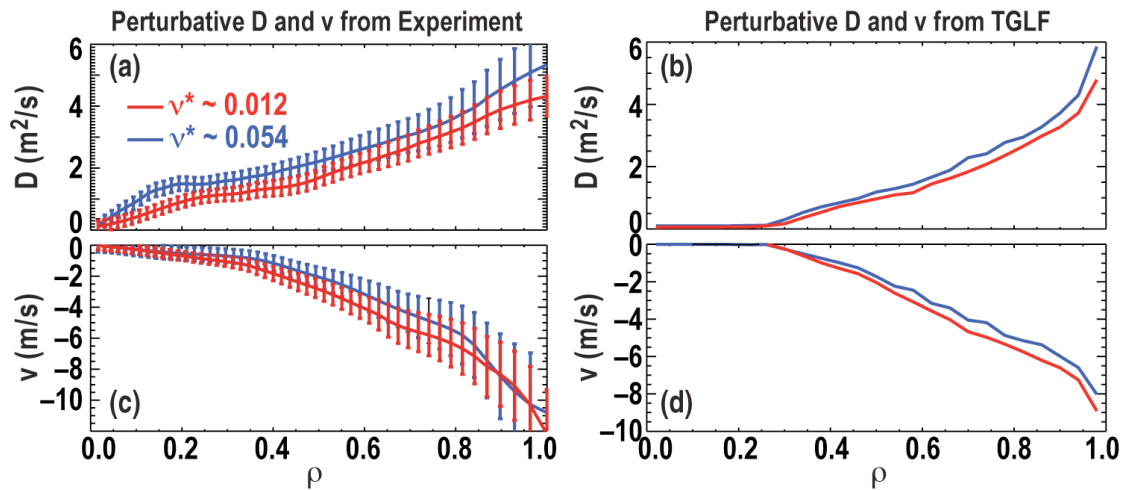 Perturbative D and v from Experiment
Perturbative D and v from TGLF
(a)
ν* ~ 0.012
ν* ~ 0.054
D (m²/s)
6
4
2
0
(b)
D (m²/s)
6
4
2
0
(c)
v (m/s)
0
−2
−4
−6
−8
−10
0.0 0.2 0.4 0.6 0.8 1.0
ρ
(d)
v (m/s)
0
−2
−4
−6
−8
−10
0.0 0.2 0.4 0.6 0.8 1.0
ρ